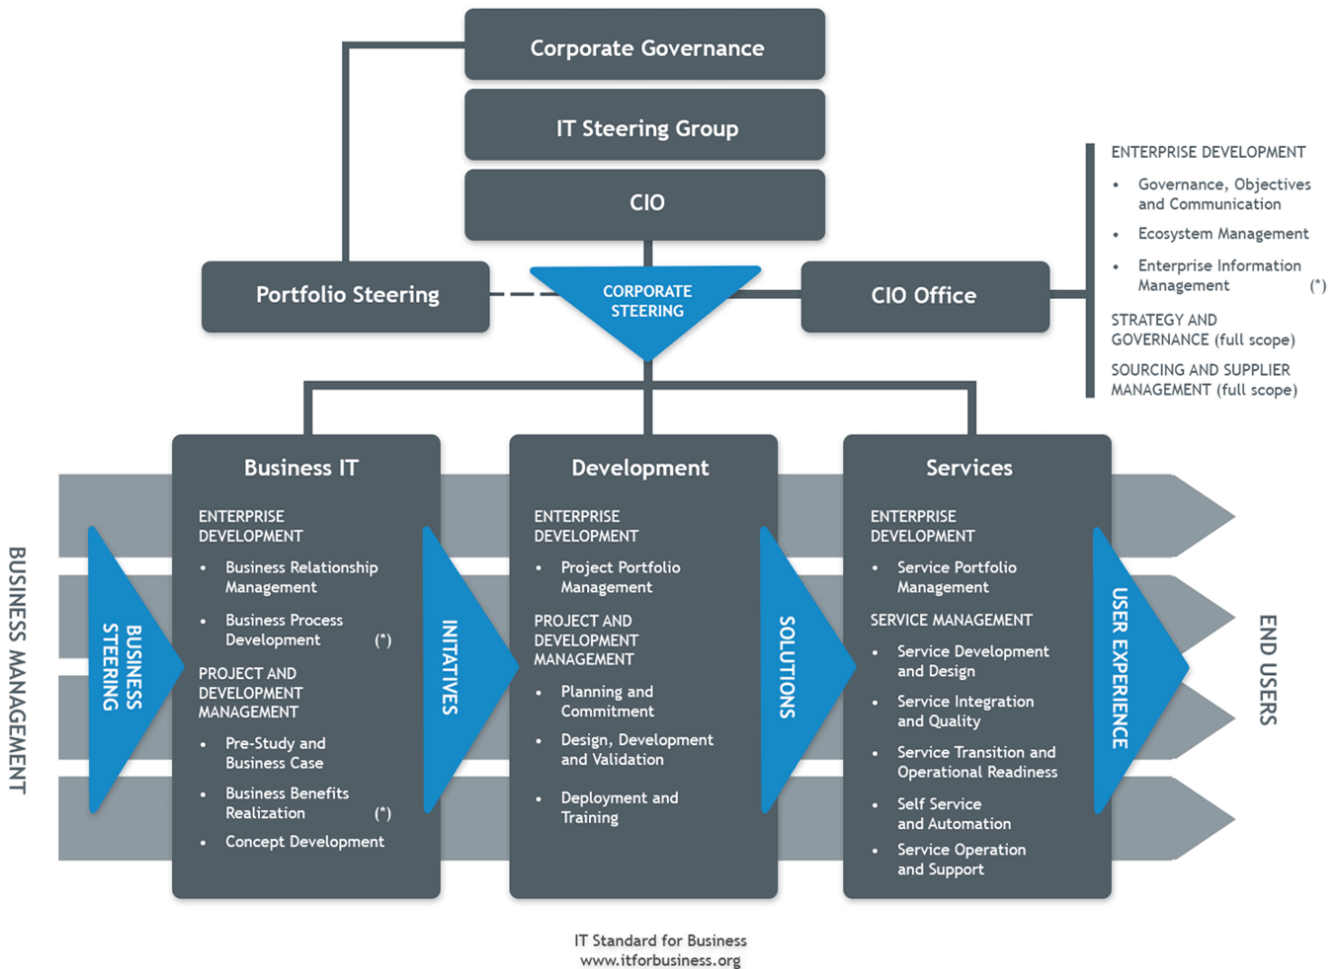 Corporate Governance
IT Steering Group
CIO
Portfolio Steering
CORPORATE
STEERING
CIO Office
ENTERPRISE DEVELOPMENT
• Governance, Objectives
and Communication
• Ecosystem Management
• Enterprise Information
Management (*)
STRATEGY AND
GOVERNANCE (full scope)
SOURCING AND SUPPLIER
MANAGEMENT (full scope)
BUSINESS MANAGEMENT
BUSINESS
STEERING
Business IT
ENTERPRISE
DEVELOPMENT
• Business Relationship
Management
• Business Process
Development (*)
PROJECT AND
DEVELOPMENT
MANAGEMENT
• Pre-Study and
Business Case
• Business Benefits
Realization (*)
• Concept Development
INITATIVES
Development
ENTERPRISE
DEVELOPMENT
• Project Portfolio
Management
PROJECT AND
DEVELOPMENT
MANAGEMENT
• Planning and
Commitment
• Design, Development
and Validation
• Deployment and
Training
SOLUTIONS
Services
ENTERPRISE
DEVELOPMENT
• Service Portfolio
Management
SERVICE MANAGEMENT
• Service Development
and Design
• Service Integration
and Quality
• Service Transition and
Operational Readiness
• Self Service
and Automation
• Service Operation
and Support
USER EXPERIENCE
END USERS
IT Standard for Business
www.itforbusiness.org